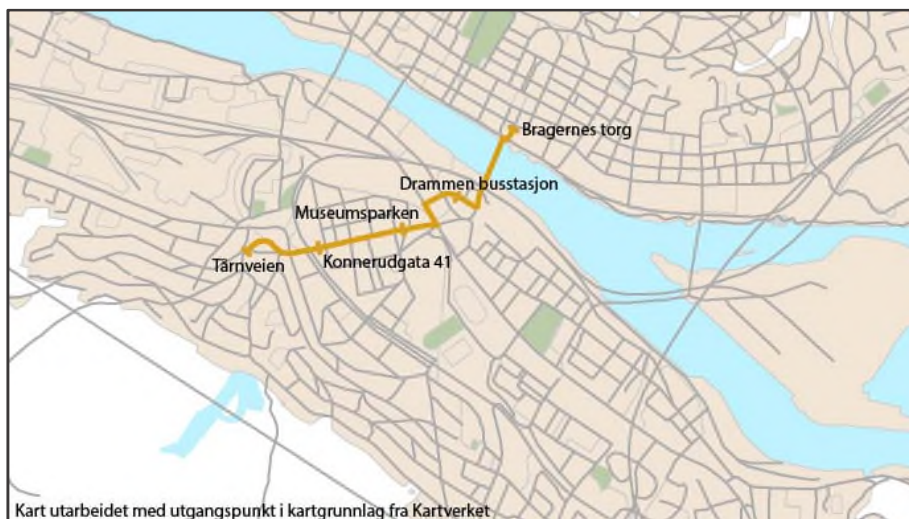 Bragernes torg
Drammen busstasjon
Museumsparken
Konnerudgata 41
Tårnveien
Kart utarbeidet med utgangspunkt i kartgrunnlag fra Kartverket